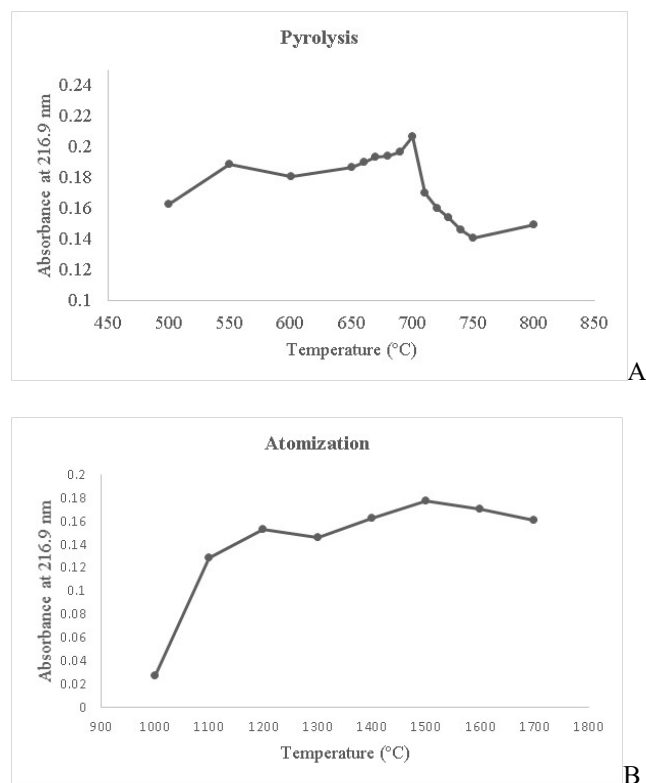 Pyrolysis
Absorbance at 216.9 nm
0.24
0.22
0.2
0.18
0.16
0.14
0.12
0.1
450 500 550 600 650 700 750 800 850
Temperature (°C)
A
Atomization
Absorbance at 216.9 nm
0.2
0.18
0.16
0.14
0.12
0.1
0.08
0.06
0.04
0.02
0
900 1000 1100 1200 1300 1400 1500 1600 1700 1800
Temperature (°C)
B